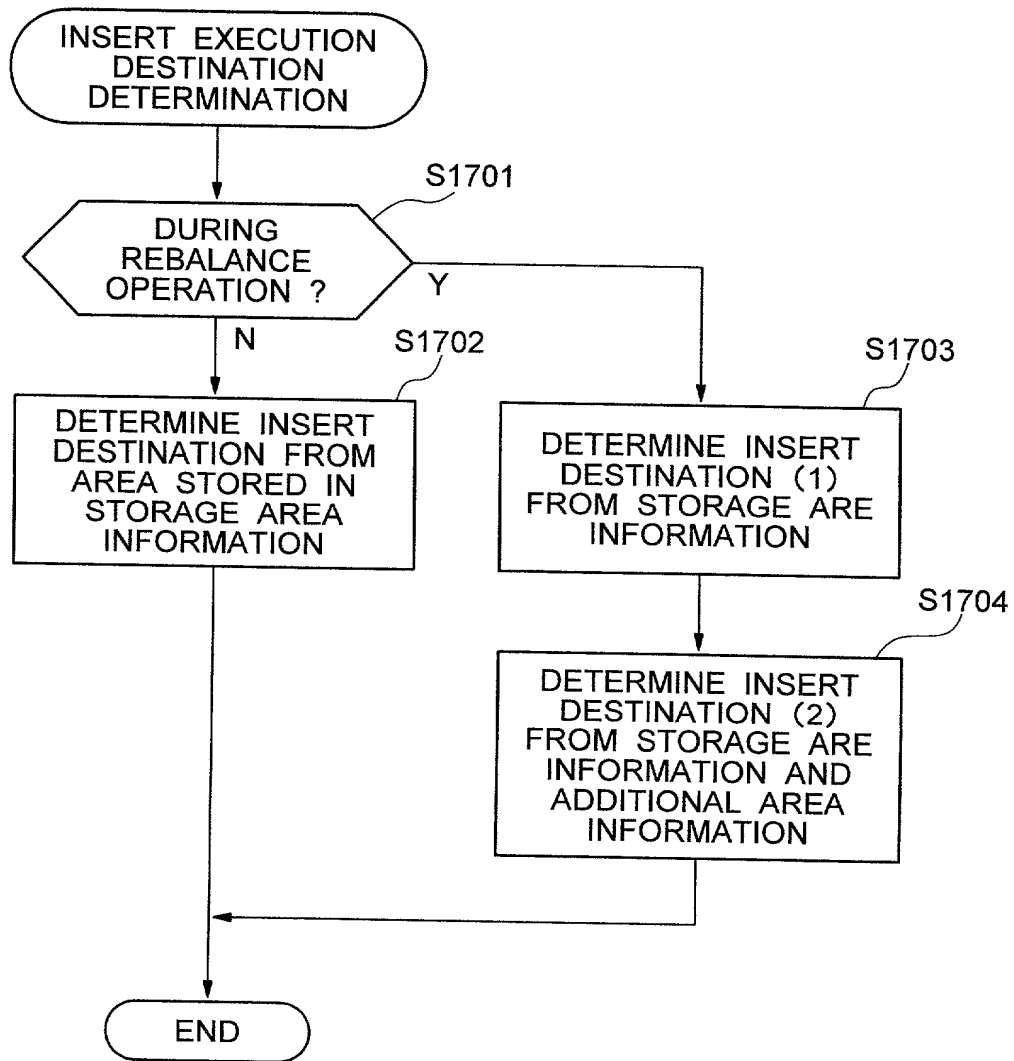 INSERT EXECUTION
DESTINATION
DETERMINATION
S1701
DURING
REBALANCE
OPERATION ?
Y
N
S1702
DETERMINE INSERT
DESTINATION FROM
AREA STORED IN
STORAGE AREA
INFORMATION
S1703
DETERMINE INSERT
DESTINATION (1)
FROM STORAGE ARE
INFORMATION
S1704
DETERMINE INSERT
DESTINATION (2)
FROM STORAGE ARE
INFORMATION AND
ADDITIONAL AREA
INFORMATION
END